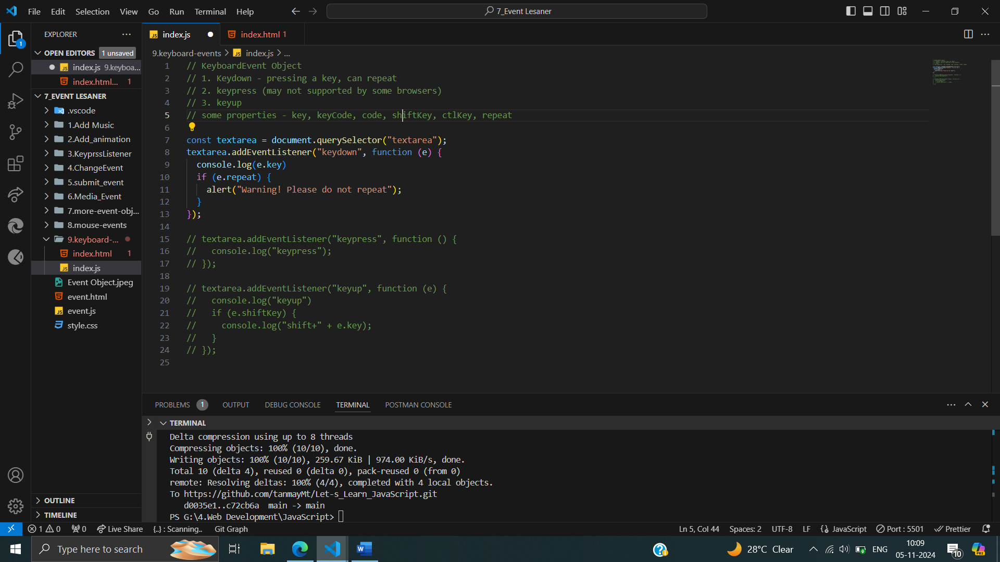 File Edit Selection View Go Run Terminal Help
7_Event Lesaner
EXPLORER
OPEN EDITORS 1 unsaved
index.js 9.keyboa...
index.html... 1
7_EVENT LESANER
.vscode
1.Add Music
2.Add_animation
3.KeyprssListener
4.ChangeEvent
5.submit_event
6.Media_Event
7.more-event-obj...
8.mouse-events
9.keyboard-...
index.html 1
index.js
Event Object.jpeg
event.html
event.js
style.css
OUTLINE
TIMELINE
index.js
index.html 1
9.keyboard-events > index.js > ...
1 // KeyboardEvent Object
2 // 1. Keydown - pressing a key, can repeat
3 // 2. keypress (may not supported by some browsers)
4 // 3. keyup
5 // some properties - key, keyCode, code, shiftKey, ctlKey, repeat
6
7 const textarea = document.querySelector("textarea");
8 textarea.addEventListener("keydown", function (e) {
9 console.log(e.key)
10 if (e.repeat) {
11 alert("Warning! Please do not repeat");
12 }
13 });
14
15 // textarea.addEventListener("keypress", function () {
16 //   console.log("keypress");
17 // });
18
19 // textarea.addEventListener("keyup", function (e) {
20 //   console.log("keyup")
21 //   if (e.shiftKey) {
22 //     console.log("shift+" + e.key);
23 //   }
24 // });
25
PROBLEMS 1 OUTPUT DEBUG CONSOLE TERMINAL POSTMAN CONSOLE
TERMINAL
Delta compression using up to 8 threads
Compressing objects: 100% (10/10), done.
Writing objects: 100% (10/10), 259.67 KiB | 974.00 KiB/s, done.
Total 10 (delta 4), reused 0 (delta 0), pack-reused 0 (from 0)
remote: Resolving deltas: 100% (4/4), completed with 4 local objects.
To https://github.com/tanmayMt/Let-s_Learn_JavaScript.git
d0035e1..c72cb6a  main -> main
PS G:\4.Web Development\JavaScript>
1 0 0 Live Share {..} : Scanning.. Git Graph Ln 5, Col 44 Spaces: 2 UTF-8 LF JavaScript Port : 5501 Prettier
Type here to search
28°C Clear
ENG
10:09
05-11-2024
10
PRE